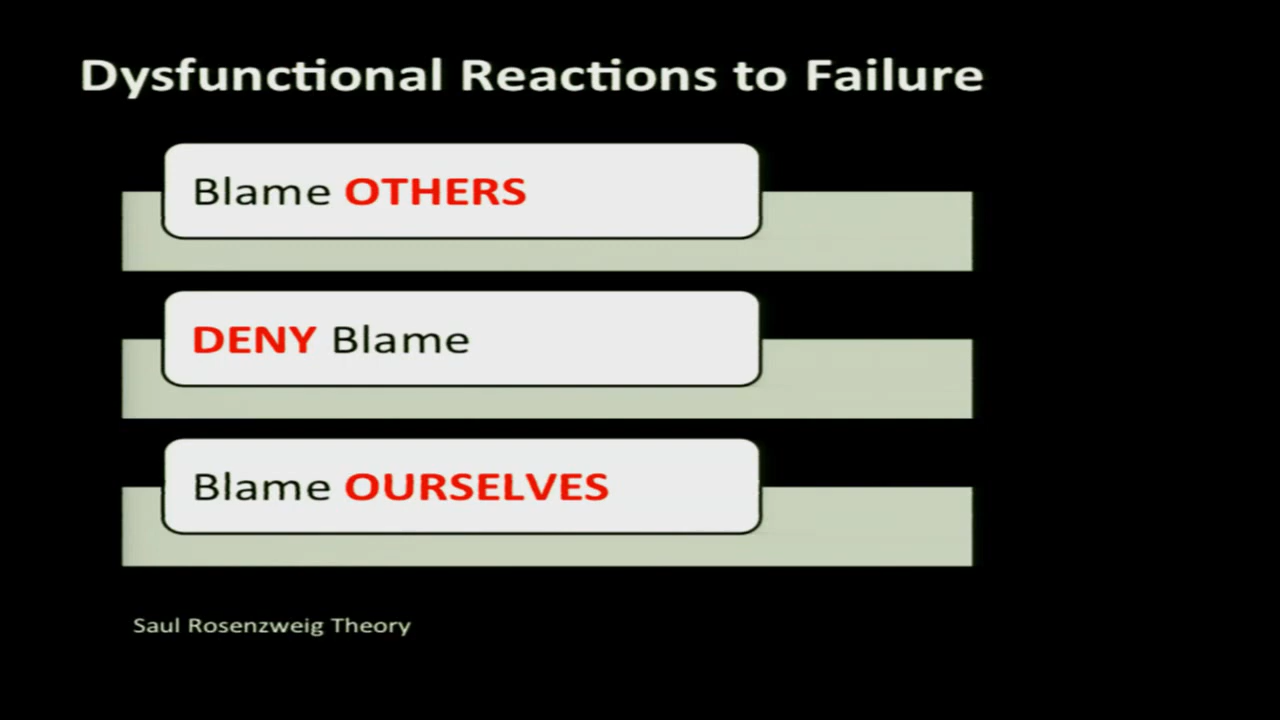 Dysfunctional Reactions to Failure
Blame OTHERS
DENY Blame
Blame OURSELVES
Saul Rosenzweig Theory